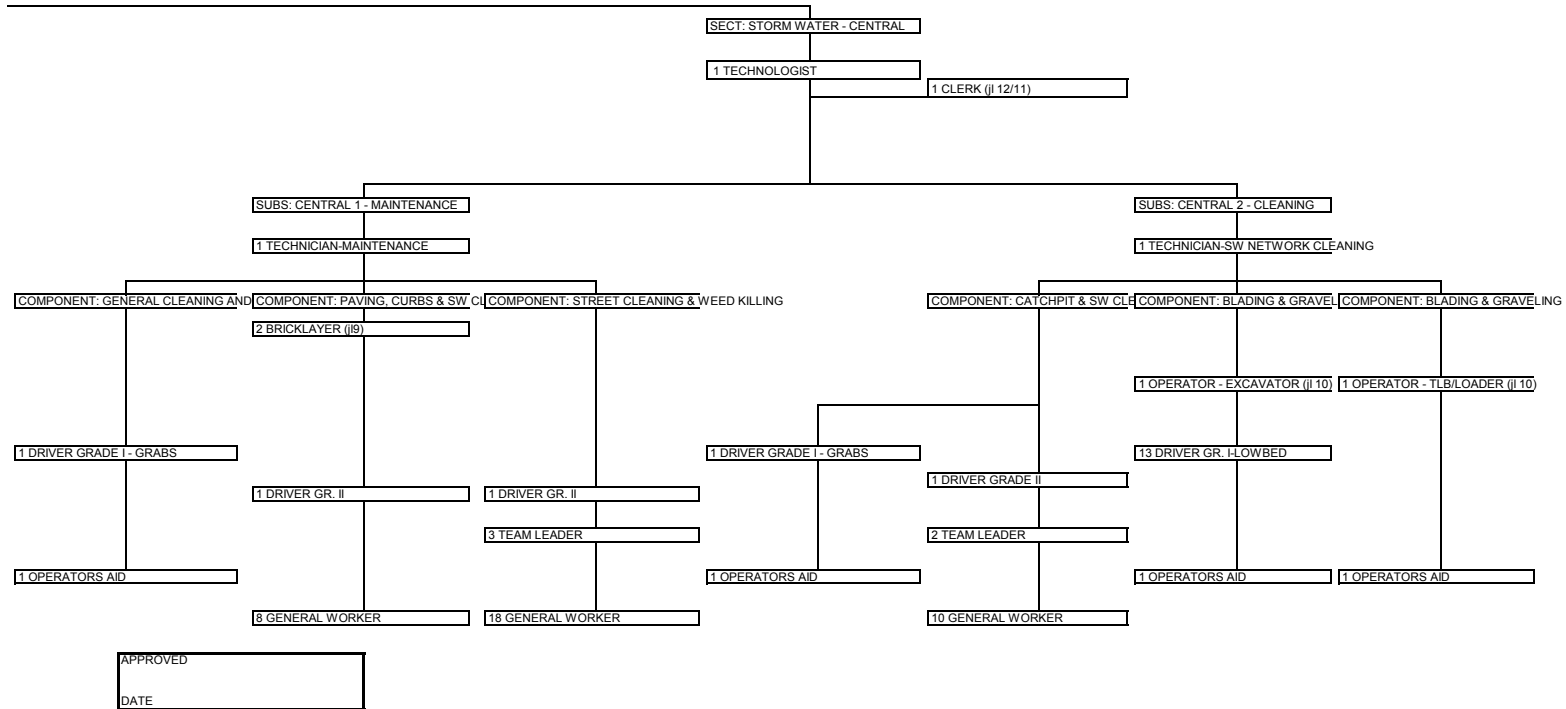 SECT: STORM WATER - CENTRAL
1 TECHNOLOGIST
1 CLERK (jl 12/11)
SUBS: CENTRAL 1 - MAINTENANCE
SUBS: CENTRAL 2 - CLEANING
1 TECHNICIAN-MAINTENANCE
1 TECHNICIAN-SW NETWORK CLEANING
COMPONENT: GENERAL CLEANING AND
COMPONENT: PAVING, CURBS & SW CL
COMPONENT: STREET CLEANING & WEED KILLING
COMPONENT: CATCHPIT & SW CLE
COMPONENT: BLADING & GRAVEL
COMPONENT: BLADING & GRAVELING
2 BRICKLAYER (jl9)
1 OPERATOR - EXCAVATOR (jl 10)
1 OPERATOR - TLB/LOADER (jl 10)
1 DRIVER GRADE I - GRABS
1 DRIVER GRADE I - GRABS
13 DRIVER GR. I-LOWBED
1 DRIVER GRADE II
1 DRIVER GR. II
1 DRIVER GR. II
3 TEAM LEADER
2 TEAM LEADER
1 OPERATORS AID
1 OPERATORS AID
1 OPERATORS AID
1 OPERATORS AID
8 GENERAL WORKER
18 GENERAL WORKER
10 GENERAL WORKER
APPROVED
DATE